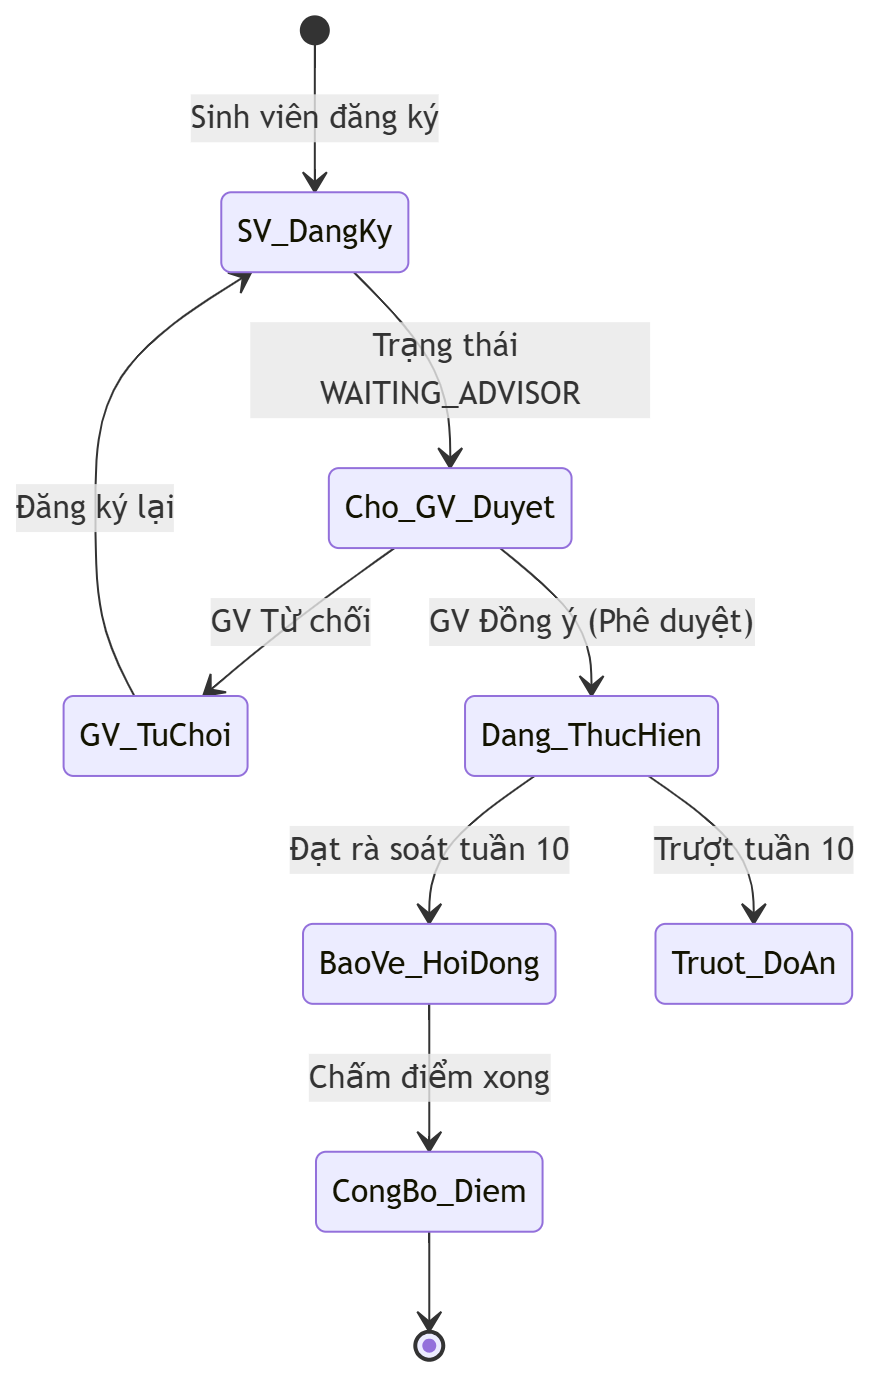 Sinh viên đăng ký
SV_DangKy
Trạng thái
WAITING_ADVISOR
Đăng ký lại
Cho_GV_Duyet
GV Từ chối
GV Đồng ý (Phê duyệt)
GV_TuChoi
Dang_ThucHien
Đạt rà soát tuần 10
Trượt tuần 10
BaoVe_HoiDong
Truot_DoAn
Chấm điểm xong
CongBo_Diem